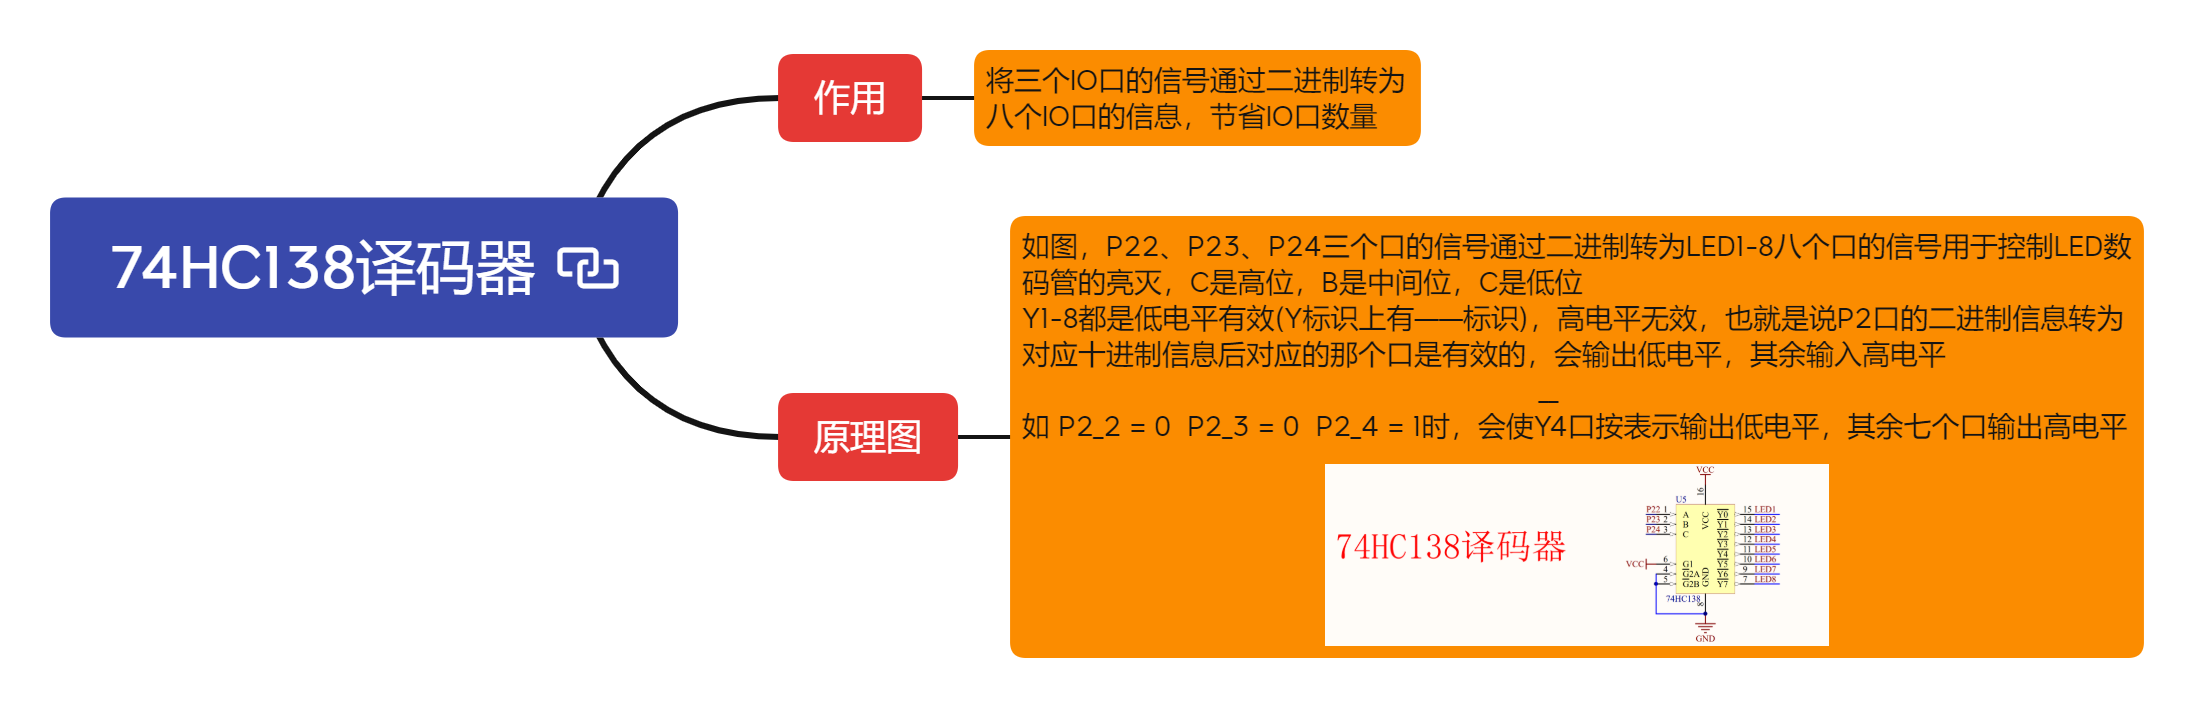 74HC138译码器
作用
将三个IO口的信号通过二进制转为
八个IO口的信息，节省IO口数量
原理图
如图，P22、P23、P24三个口的信号通过二进制转为LED1-8八个口的信号用于控制LED数
码管的亮灭，C是高位，B是中间位，C是低位
Y1-8都是低电平有效(Y标识上有——标识)，高电平无效，也就是说P2口的二进制信息转为
对应十进制信息后对应的那个口是有效的，会输出低电平，其余输入高电平
—
如 P2_2 = 0  P2_3 = 0  P2_4 = 1时，会使Y4口按表示输出低电平，其余七个口输出高电平
74HC138译码器
VCC
16
U5
P22 1 A VCC Y0 15 LED1
P23 2 B Y1 14 LED2
P24 3 C Y2 13 LED3
Y3 12 LED4
Y4 11 LED5
VCC 6 G1 Y5 10 LED6
4 G2A GND Y6 9 LED7
5 G2B Y7 7 LED8
74HC138
8
GND